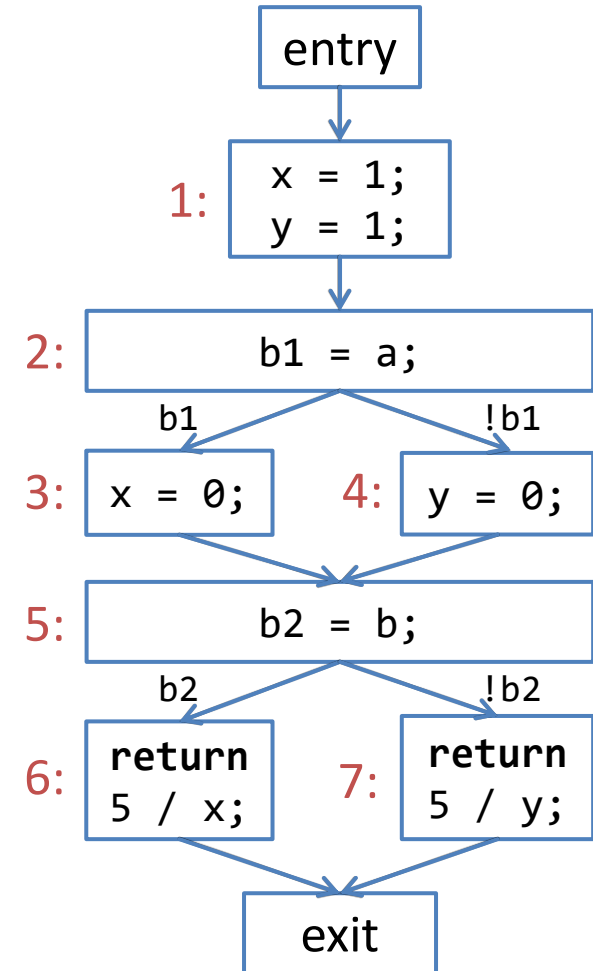 entry
1:
x = 1;
y = 1;
2:
b1 = a;
b1
!b1
3:
x = 0;
4:
y = 0;
5:
b2 = b;
b2
!b2
6:
return
5 / x;
7:
return
5 / y;
exit